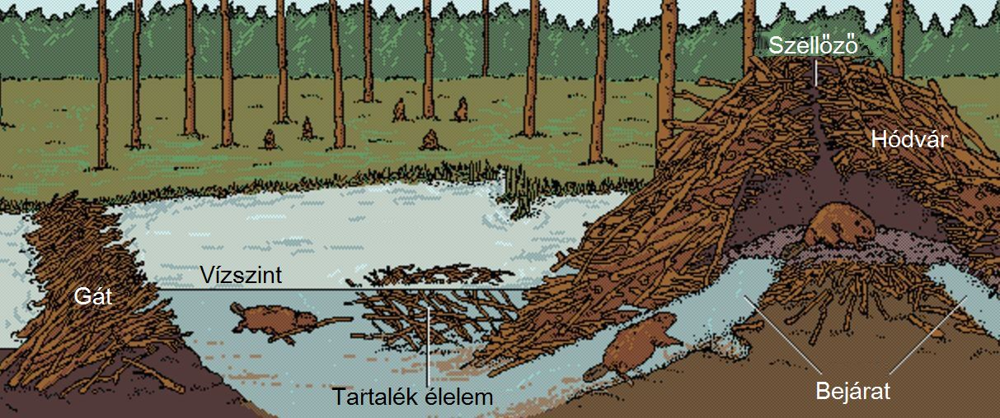 Szellőző
Hódvár
Vízszint
Gát
Tartalék élelem
Bejárat